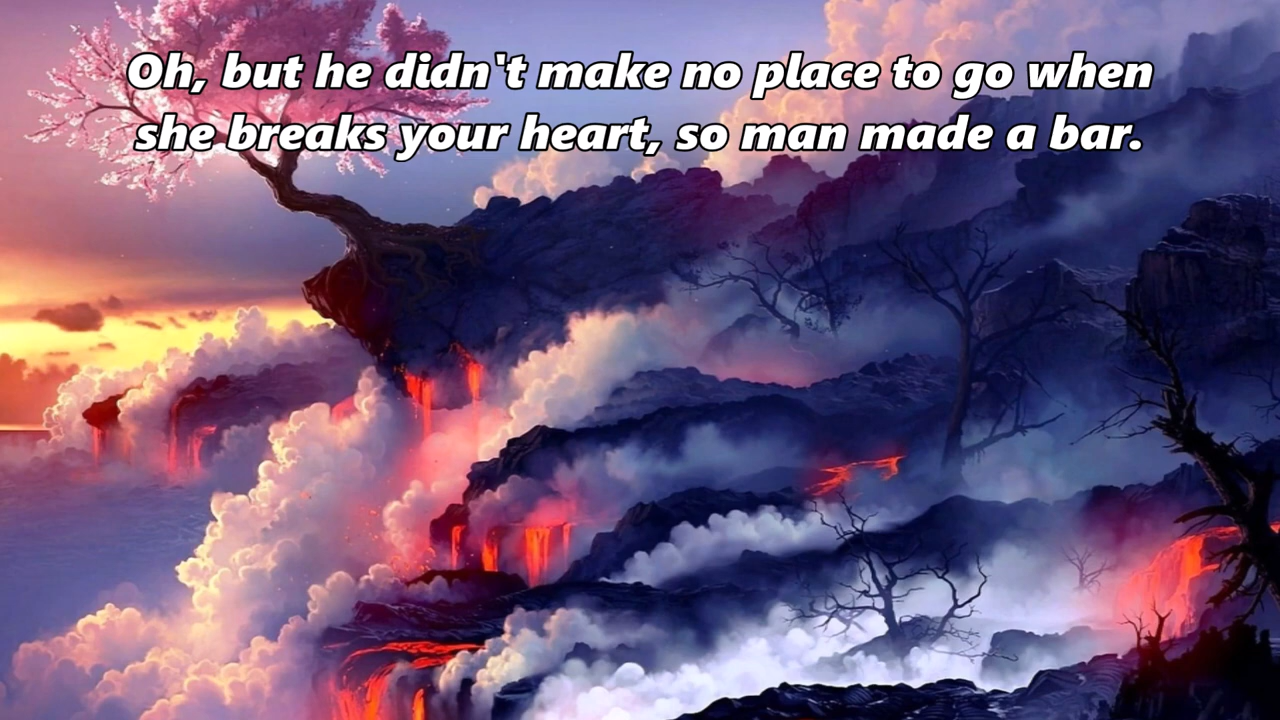 Oh, but he didn't make no place to go when
she breaks your heart, so man made a bar.